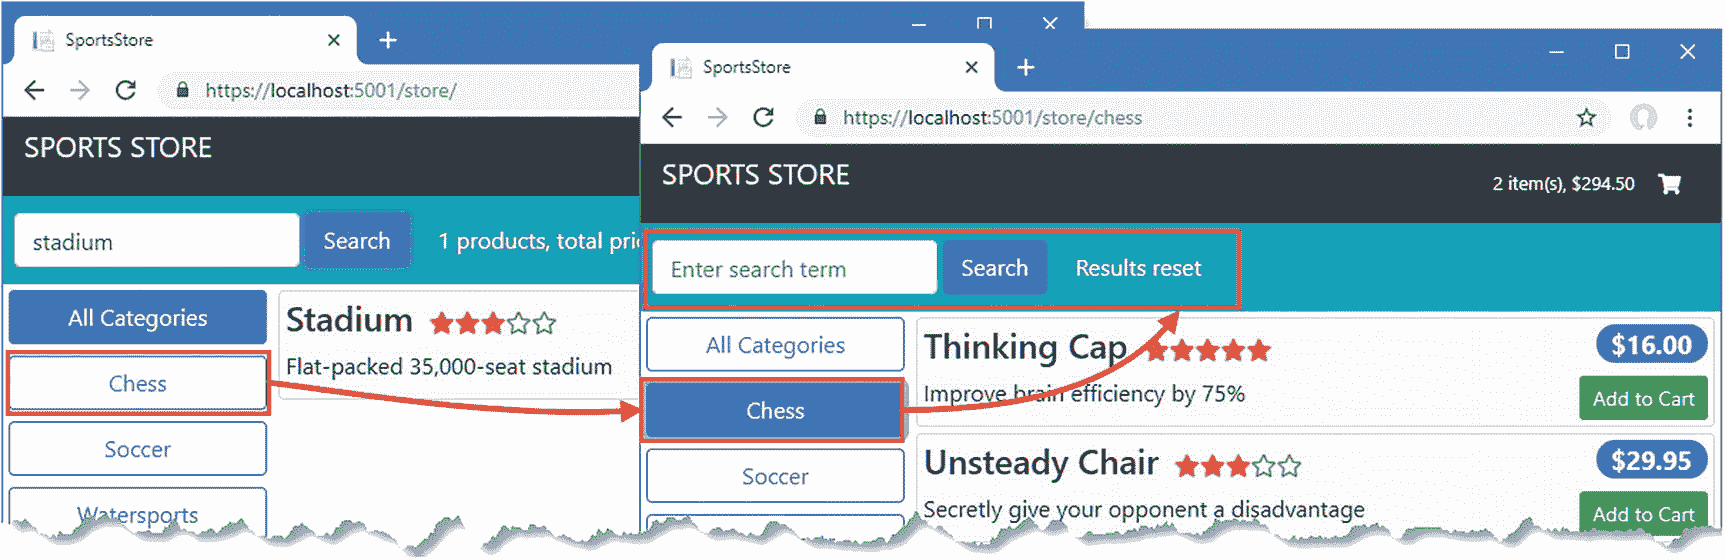 SportsStore
https://localhost:5001/store/
SPORTS STORE
stadium
Search
1 products, total
All Categories
Stadium
Flat-packed 35,000-seat stadium
Chess
Soccer
Watersports
SportsStore
https://localhost:5001/store/chess
SPORTS STORE
2 item(s), $294.50
Enter search term
Search
Results reset
All Categories
Chess
Soccer
Thinking Cap
$16.00
Improve brain efficiency by 75%
Add to Cart
Unsteady Chair
$29.95
Secretly give your opponent a disadvantage
Add to Cart